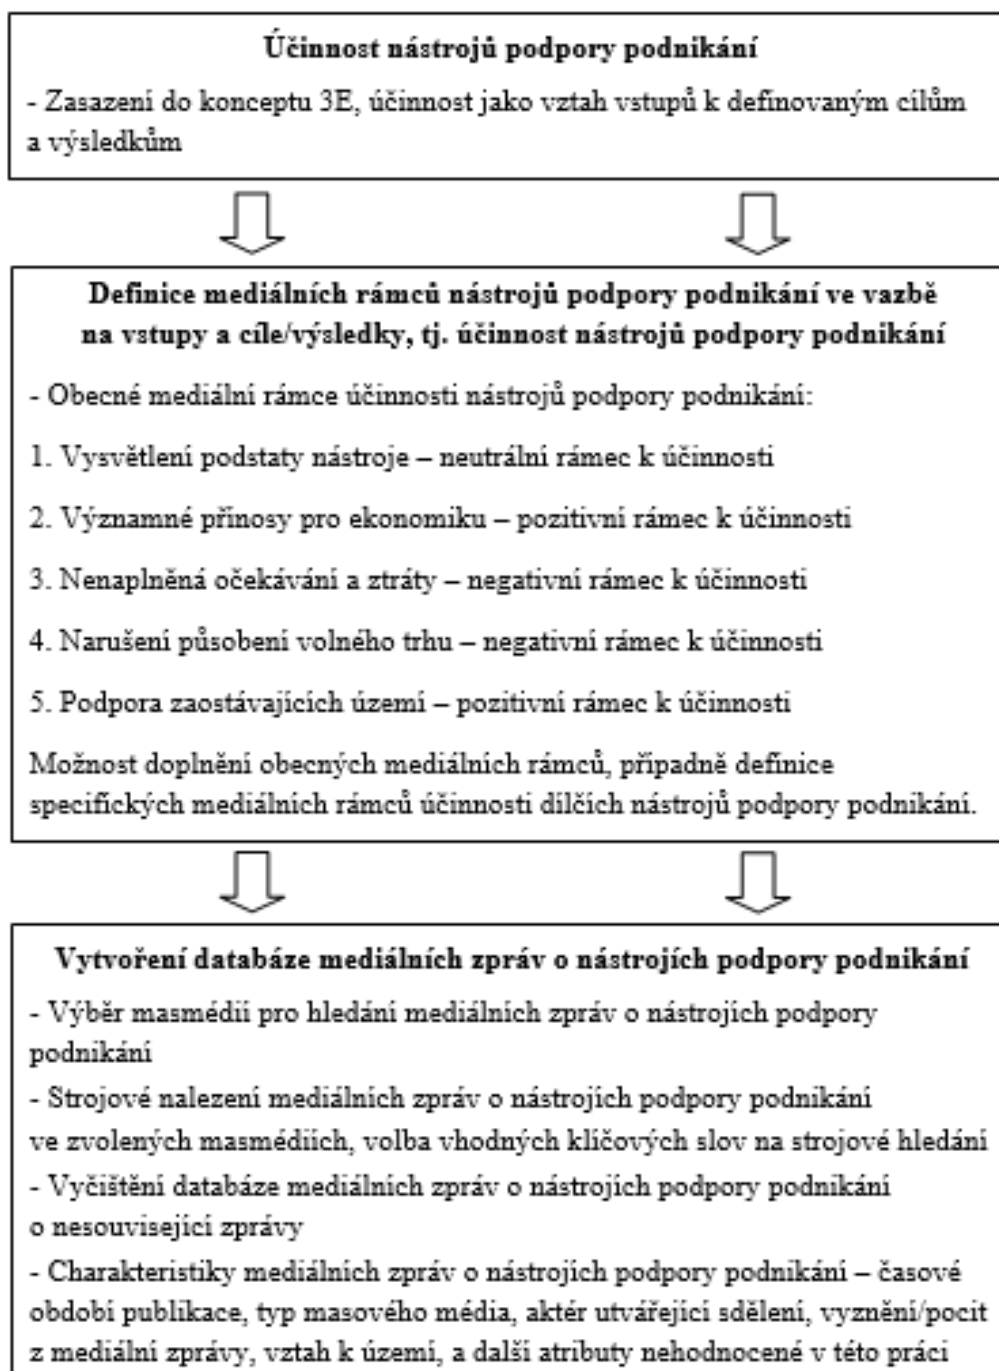 Účinnost nástrojů podpory podnikání
- Zasazení do konceptu 3E, účinnost jako vztah vstupů k definovaným cílům
a výsledkům
Definice mediálních rámců nástrojů podpory podnikání ve vazbě
na vstupy a cíle/výsledky, tj. účinnost nástrojů podpory podnikání
- Obecné mediální rámce účinnosti nástrojů podpory podnikání:
1. Vysvětlení podstaty nástroje – neutrální rámec k účinnosti
2. Významné přínosy pro ekonomiku – pozitivní rámec k účinnosti
3. Nenaplněná očekávání a ztráty – negativní rámec k účinnosti
4. Narušení působení volného trhu – negativní rámec k účinnosti
5. Podpora zaostávajících území – pozitivní rámec k účinnosti
Možnost doplnění obecných mediálních rámců, případně definice
specifických mediálních rámců účinnosti dílčích nástrojů podpory podnikání.
Vytvoření databáze mediálních zpráv o nástrojích podpory podnikání
- Výběr masmédií pro hledání mediálních zpráv o nástrojích podpory
podnikání
- Strojové nalezení mediálních zpráv o nástrojích podpory podnikání
ve zvolených masmédiích, volba vhodných klíčových slov na strojové hledání
- Vyčištění databáze mediálních zpráv o nástrojích podpory podnikání
o nesouvisející zprávy
- Charakteristiky mediálních zpráv o nástrojích podpory podnikání – časové
období publikace, typ masového média, aktér utvářející sdělení, vyznění/pocit
z mediální zprávy, vztah k území, a další atributy nehodnocené v této práci